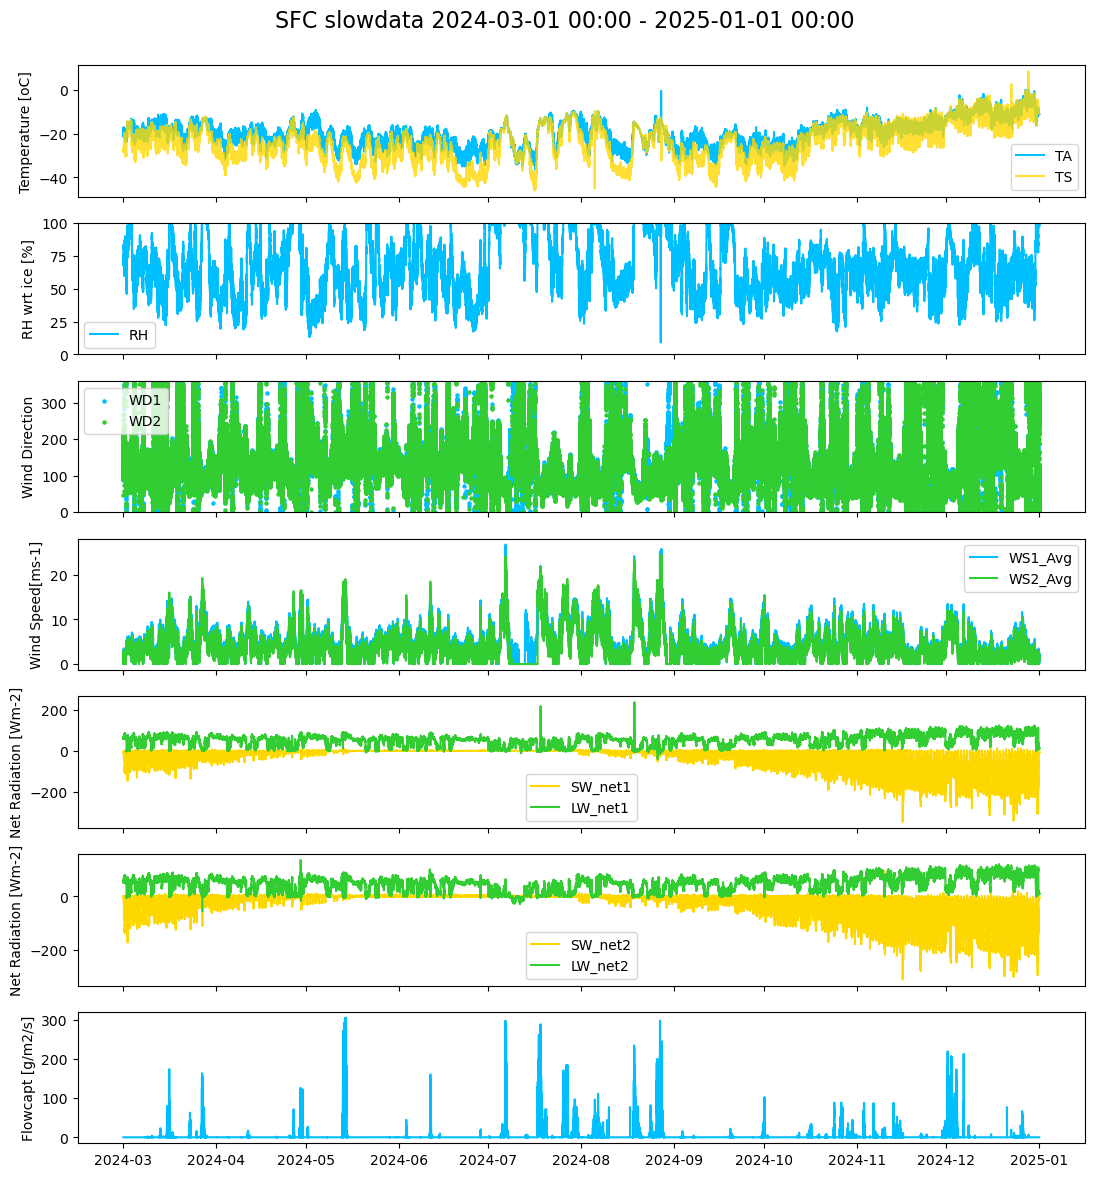 SFC slowdata 2024-03-01 00:00 - 2025-01-01 00:00
Temperature [oC]
0
−20
−40
TA
TS
RH wrt ice [%]
100
75
50
25
0
RH
Wind Direction
300
200
100
0
WD1
WD2
Wind Speed[ms-1]
20
10
0
WS1_Avg
WS2_Avg
Net Radiation [Wm-2]
200
0
−200
SW_net1
LW_net1
Net Radiation [Wm-2]
0
−200
SW_net2
LW_net2
Flowcapt [g/m2/s]
300
200
100
0
2024-03 2024-04 2024-05 2024-06 2024-07 2024-08 2024-09 2024-10 2024-11 2024-12 2025-01